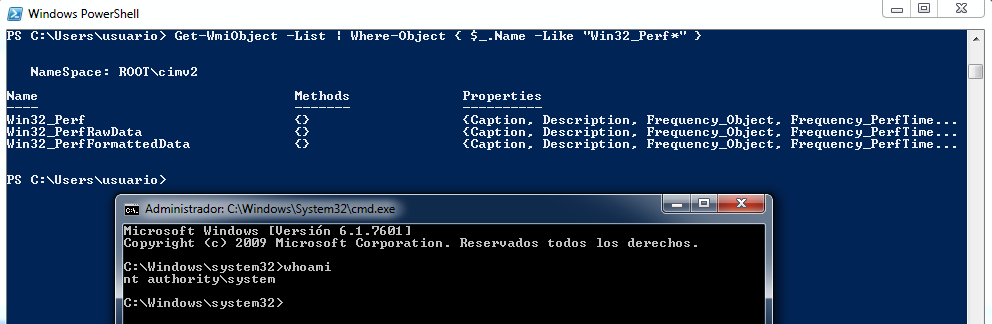 Windows PowerShell
PS C:\Users\usuario> Get-WmiObject -List | Where-Object { $_.Name -Like "Win32_Perf*" }
NameSpace: ROOT\cimv2
Name Methods Properties
---- ------- ----------
Win32_Perf {} {Caption, Description, Frequency_Object, Frequency_PerfTime...
Win32_PerfRawData {} {Caption, Description, Frequency_Object, Frequency_PerfTime...
Win32_PerfFormattedData {} {Caption, Description, Frequency_Object, Frequency_PerfTime...
PS C:\Users\usuario>
Administrador: C:\Windows\System32\cmd.exe
Microsoft Windows [Versión 6.1.7601]
Copyright (c) 2009 Microsoft Corporation. Reservados todos los derechos.
C:\Windows\system32>whoami
nt authority\system
C:\Windows\system32>